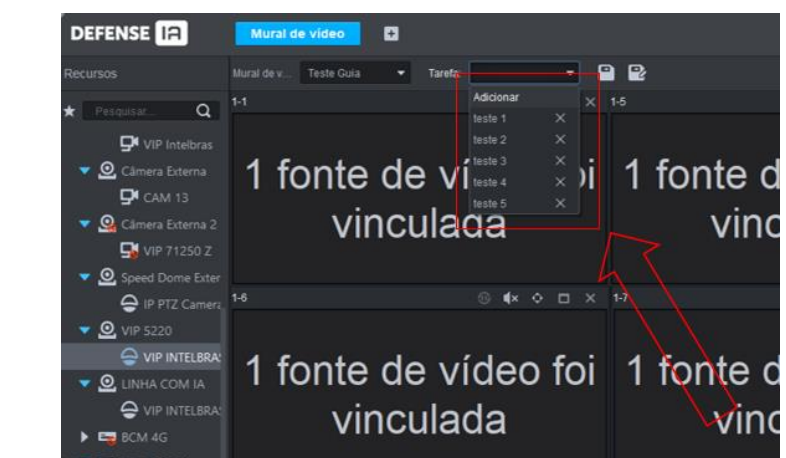 DEFENSE IA
Mural de vídeo
Recursos
Mural de v...
Teste Guia
Tarefa:
Pesquisar...
Adicionar
teste 1
teste 2
teste 3
teste 4
teste 5
1-1
1-5
VIP Intelbras
Câmera Externa
CAM 13
Câmera Externa 2
VIP 71250 Z
Speed Dome Exter
IP PTZ Camera
VIP 5220
VIP INTELBRAS
LINHA COM IA
VIP INTELBRA
BCM 4G
1 fonte de ví oi
vinculada
1 fonte d
vinc
1-6
1-7
1 fonte de vídeo foi
vinculada
1 fonte d
vinc